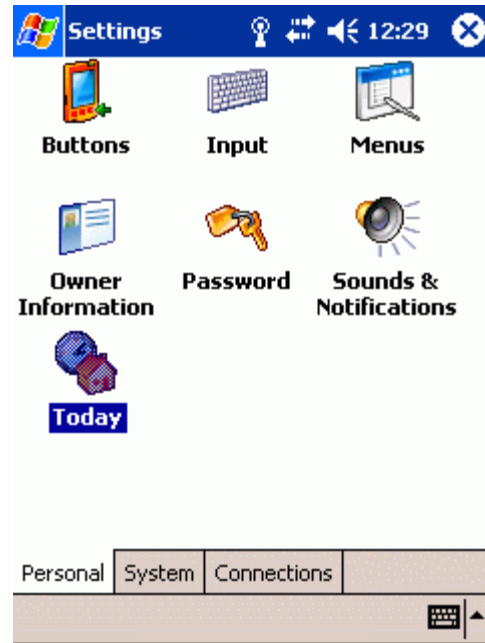 Settings 12:29
Buttons Input Menus
Owner Information Password Sounds & Notifications
Today
Personal System Connections